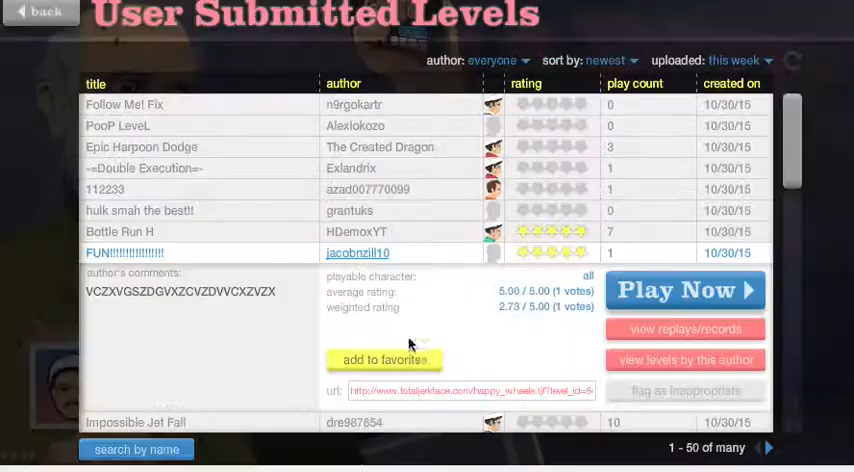 back
User Submitted Levels
author: everyone sort by: newest uploaded: this week
title author rating play count created on
Follow Me! Fix n9rgokartr 0 10/30/15
PooP LeveL Alexlokozo 0 10/30/15
Epic Harpoon Dodge The Created Dragon 3 10/30/15
-=Double Execution=- Exlandrix 1 10/30/15
112233 azad007770099 1 10/30/15
hulk smah the best!! grantuks 0 10/30/15
Bottle Run H HDemoxYT 7 10/30/15
FUN!!!!!!!!!!!!!!!!! jacobnzill10 1 10/30/15
author's comments:
VCZXVGSZDGVXZCVZDVVCXZVZX
playable character: all
average rating: 5.00 / 5.00 (1 votes)
weighted rating 2.73 / 5.00 (1 votes)
Play Now
view replays/records
add to favorites
view levels by this author
url: http://www.totaljerkface.com/happy_wheels.tjf?level_id=8
flag as inappropriate
Impossible Jet Fall dre987654 10 10/30/15
search by name
1 - 50 of many